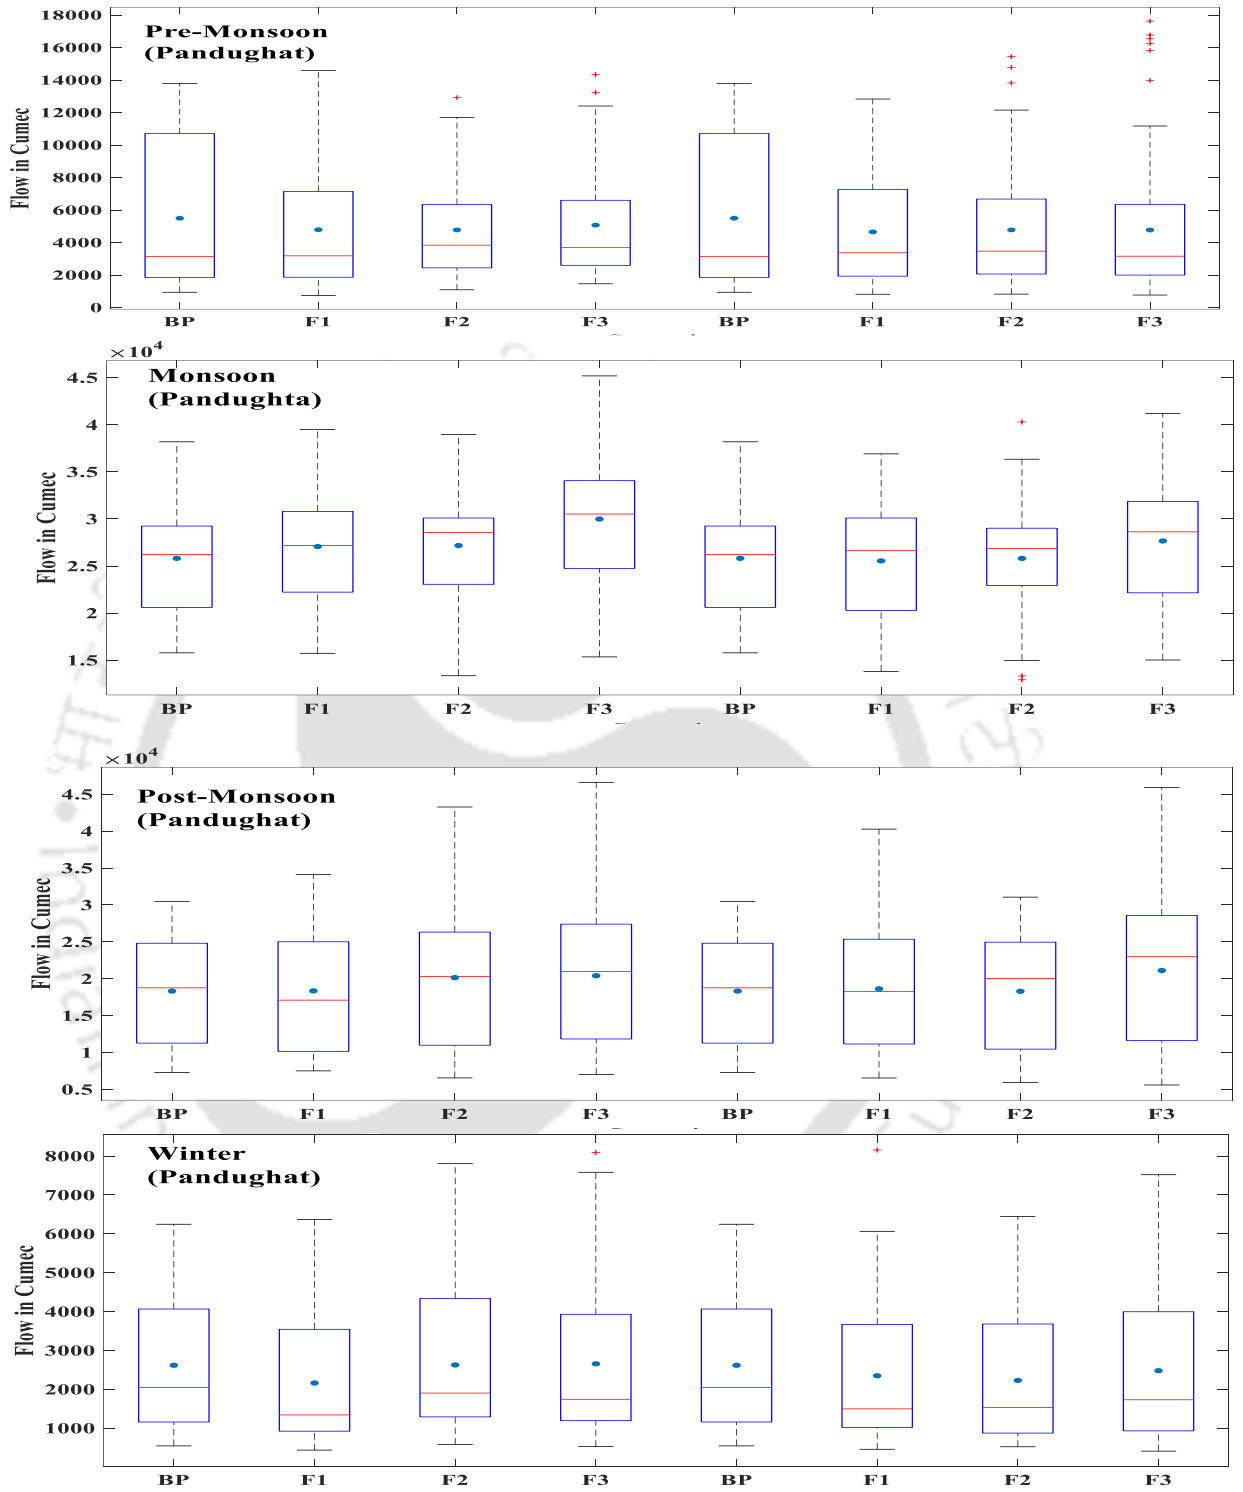 Pre-Monsoon
(Pandughat)
Flow in Cumec
18000
16000
14000
12000
10000
8000
6000
4000
2000
0
BP F1 F2 F3 BP F1 F2 F3
×10⁴
Monsoon
(Pandughta)
Flow in Cumec
4.5
4
3.5
3
2.5
2
1.5
BP F1 F2 F3 BP F1 F2 F3
×10⁴
Post-Monsoon
(Pandughat)
Flow in Cumec
4.5
4
3.5
3
2.5
2
1.5
1
0.5
BP F1 F2 F3 BP F1 F2 F3
Winter
(Pandughat)
Flow in Cumec
8000
7000
6000
5000
4000
3000
2000
1000
BP F1 F2 F3 BP F1 F2 F3